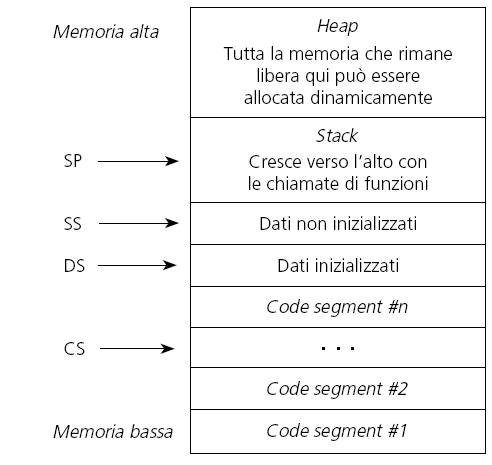 Memoria alta
Heap
Tutta la memoria che rimane
libera qui può essere
allocata dinamicamente
Stack
SP
Cresce verso l'alto con
le chiamate di funzioni
SS
Dati non inizializzati
DS
Dati inizializzati
Code segment #n
CS
. . .
Code segment #2
Memoria bassa
Code segment #1